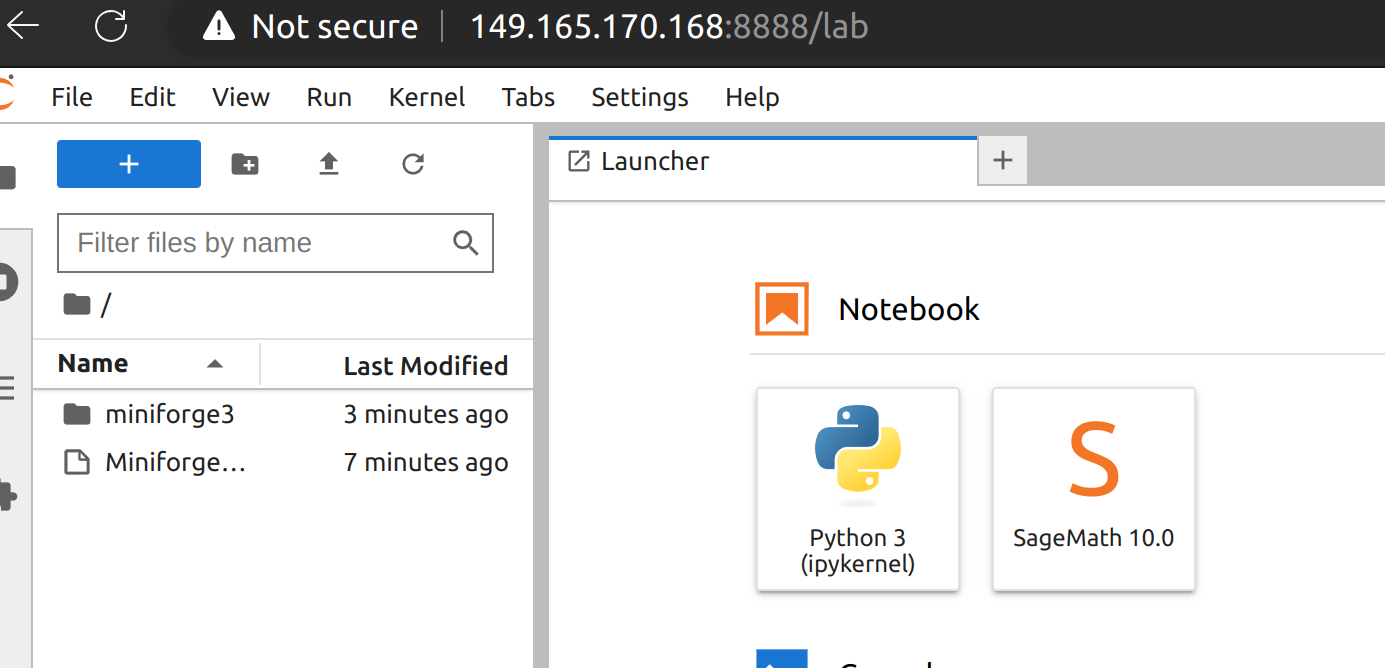 Not secure 149.165.170.168:8888/lab
File Edit View Run Kernel Tabs Settings Help
Launcher
Filter files by name
/
Notebook
Name Last Modified
miniforge3 3 minutes ago
Miniforge… 7 minutes ago
Python 3
(ipykernel)
SageMath 10.0